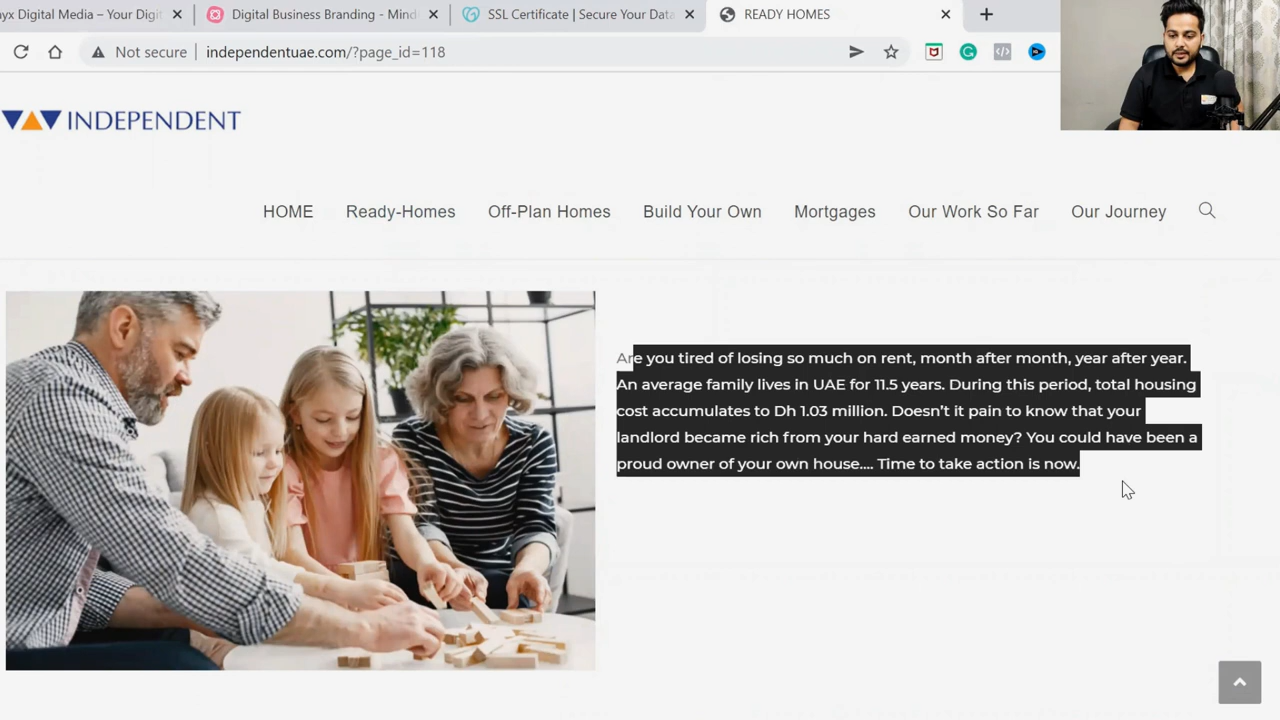 yx Digital Media – Your Digi
Digital Business Branding - Mind
SSL Certificate | Secure Your Data
READY HOMES
Not secure
independentuae.com/?page_id=118
INDEPENDENT
HOME
Ready-Homes
Off-Plan Homes
Build Your Own
Mortgages
Our Work So Far
Our Journey
Are you tired of losing so much on rent, month after month, year after year.
An average family lives in UAE for 11.5 years. During this period, total housing
cost accumulates to Dh 1.03 million. Doesn’t it pain to know that your
landlord became rich from your hard earned money? You could have been a
proud owner of your own house.... Time to take action is now.